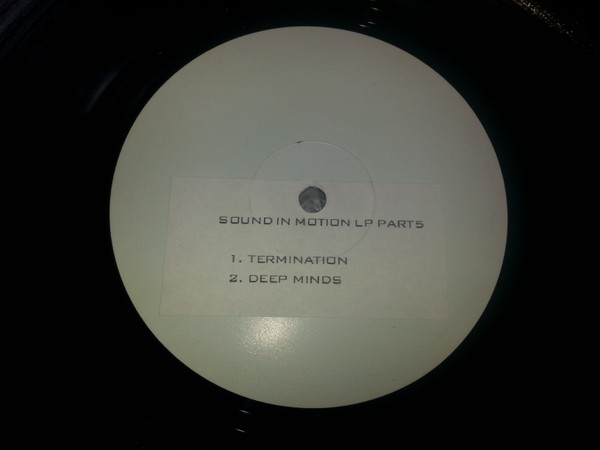 SOUND IN MOTION LP PART5
1. TERMINATION
2. DEEP MINDS